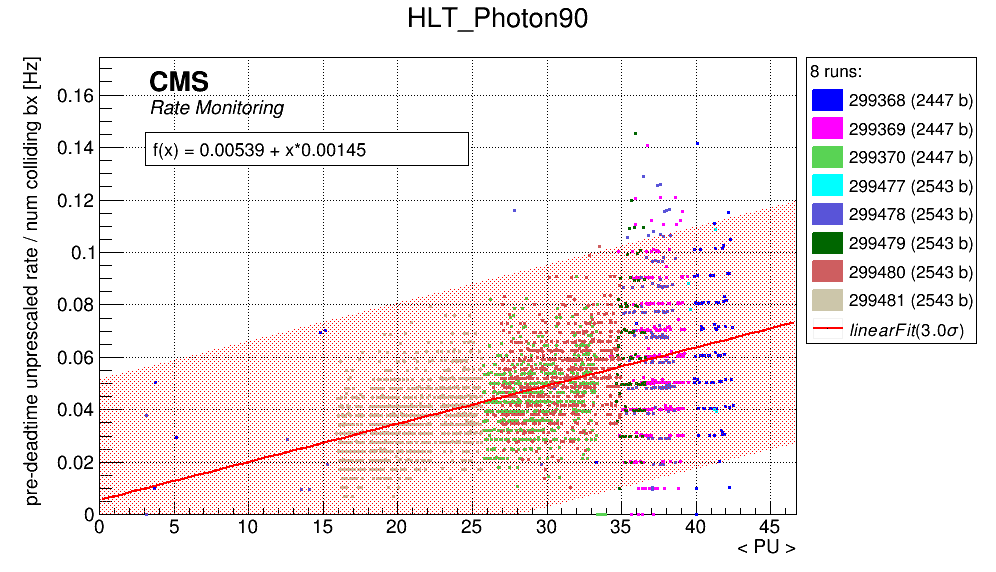 HLT_Photon90
pre-deadtime unprescaled rate / num colliding bx [Hz]
CMS
Rate Monitoring
f(x) = 0.00539 + x*0.00145
0.16
0.14
0.12
0.1
0.08
0.06
0.04
0.02
0
0 5 10 15 20 25 30 35 40 45
< PU >
8 runs:
299368 (2447 b)
299369 (2447 b)
299370 (2447 b)
299477 (2543 b)
299478 (2543 b)
299479 (2543 b)
299480 (2543 b)
299481 (2543 b)
linearFit(3.0σ)